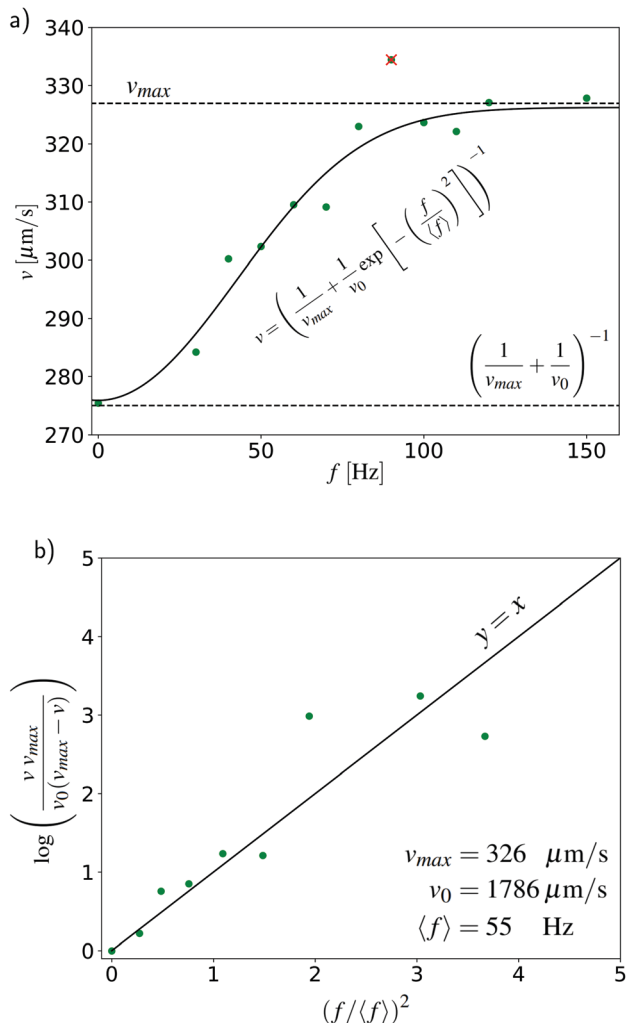 a)
340
330
320
310
300
290
280
270
v [μm/s]
v_max
v = ( 1/v_max + 1/v_0 exp[ −( f/⟨f⟩ )^2 ] )^−1
( 1/v_max + 1/v_0 )^−1
0 50 100 150
f [Hz]
b)
5
4
3
2
1
0
log ( v v_max / v_0(v_max − v) )
y = x
v_max = 326 μm/s
v_0 = 1786 μm/s
⟨f⟩ = 55 Hz
0 1 2 3 4 5
(f/⟨f⟩)^2